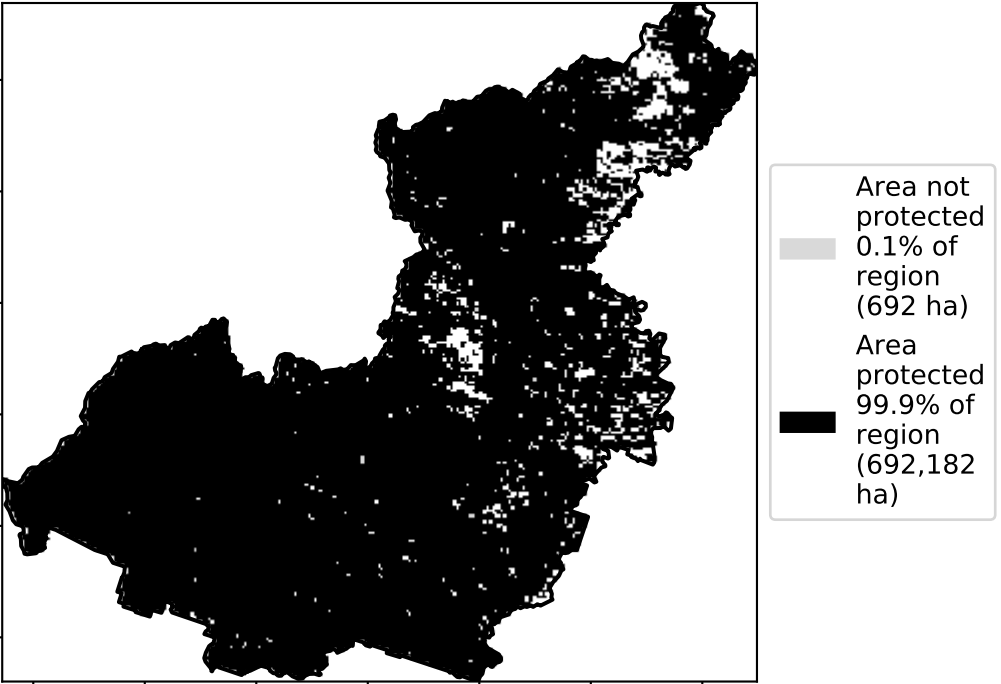 Area not
protected
0.1% of
region
(692 ha)
Area
protected
99.9% of
region
(692,182
ha)